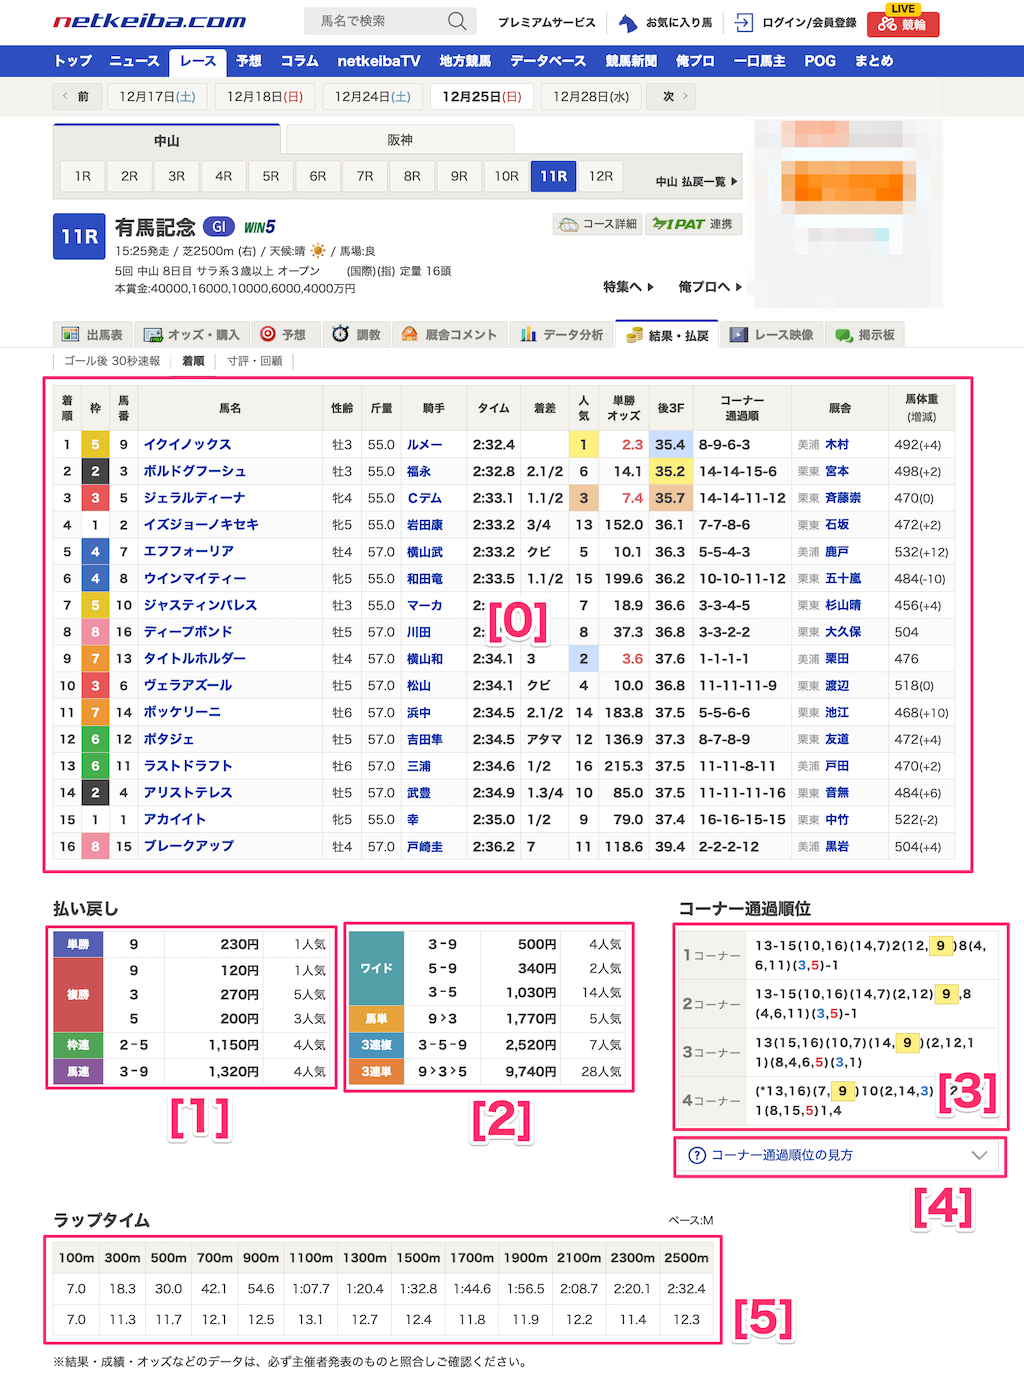 netkeiba.com
馬名で検索
プレミアムサービス
お気に入り馬
ログイン/会員登録
LIVE
競輪
トップ ニュース レース 予想 コラム netkeibaTV 地方競馬 データベース 競馬新聞 俺プロ 一口馬主 POG まとめ
前 12月17日(土) 12月18日(日) 12月24日(土) 12月25日(日) 12月28日(水) 次
中山 阪神
1R 2R 3R 4R 5R 6R 7R 8R 9R 10R 11R 12R 中山 払戻一覧
11R 有馬記念 GI WIN5
コース詳細 IPAT 連携
15:25発走 / 芝2500m (右) / 天候:晴 / 馬場:良
5回 中山 8日目 サラ系３歳以上 オープン (国際)(指) 定量 16頭
本賞金:40000,16000,10000,6000,4000万円
特集へ 俺プロへ
出馬表 オッズ・購入 予想 調教 厩舎コメント データ分析 結果・払戻 レース映像 掲示板
ゴール後 30秒速報 着順 寸評・回顧
着順 枠 馬番 馬名 性齢 斤量 騎手 タイム 着差 人気 単勝オッズ 後3F コーナー通過順 厩舎 馬体重(増減)
1 5 9 イクイノックス 牡3 55.0 ルメー 2:32.4 1 2.3 35.4 8-9-6-3 美浦 木村 492(+4)
2 2 3 ボルドグフーシュ 牡3 55.0 福永 2:32.8 2.1/2 6 14.1 35.2 14-14-15-6 栗東 宮本 498(+2)
3 3 5 ジェラルディーナ 牝4 55.0 Cデム 2:33.1 1.1/2 3 7.4 35.7 14-14-11-12 栗東 斉藤崇 470(0)
4 1 2 イズジョーノキセキ 牝5 55.0 岩田康 2:33.2 3/4 13 152.0 36.1 7-7-8-6 栗東 石坂 472(+2)
5 4 7 エフフォーリア 牡4 57.0 横山武 2:33.2 クビ 5 10.1 36.3 5-5-4-3 美浦 鹿戸 532(+12)
6 4 8 ウインマイティー 牝5 55.0 和田竜 2:33.5 1.1/2 15 199.6 36.2 10-10-11-12 栗東 五十嵐 484(-10)
7 5 10 ジャスティンパレス 牡3 55.0 マーカ 2: 7 18.9 36.6 3-3-4-5 栗東 杉山晴 456(+4)
[0]
8 8 16 ディープボンド 牡5 57.0 川田 2: 8 37.3 36.8 3-3-2-2 栗東 大久保 504
9 7 13 タイトルホルダー 牡4 57.0 横山和 2:34.1 3 2 3.6 37.6 1-1-1-1 美浦 栗田 476
10 3 6 ヴェラアズール 牡5 57.0 松山 2:34.1 クビ 4 10.0 36.8 11-11-11-9 栗東 渡辺 518(0)
11 7 14 ボッケリーニ 牡6 57.0 浜中 2:34.5 2.1/2 14 183.8 37.5 5-5-6-6 栗東 池江 468(+10)
12 6 12 ポタジェ 牡5 57.0 吉田隼 2:34.5 アタマ 12 136.9 37.3 8-7-8-9 栗東 友道 472(+4)
13 6 11 ラストドラフト 牡6 57.0 三浦 2:34.6 1/2 16 215.3 37.5 11-11-8-11 美浦 戸田 470(+2)
14 2 4 アリストテレス 牡5 57.0 武豊 2:34.9 1.3/4 10 85.0 37.5 11-11-11-16 栗東 音無 484(+6)
15 1 1 アカイイト 牝5 55.0 幸 2:35.0 1/2 9 79.0 37.4 16-16-15-15 栗東 中竹 522(-2)
16 8 15 ブレークアップ 牡4 57.0 戸崎圭 2:36.2 7 11 118.6 39.4 2-2-2-12 美浦 黒岩 504(+4)
払い戻し
単勝 9 230円 1人気
複勝 9 120円 1人気
3 270円 5人気
5 200円 3人気
枠連 2-5 1,150円 4人気
馬連 3-9 1,320円 4人気
[1]
ワイド 3-9 500円 4人気
5-9 340円 2人気
3-5 1,030円 14人気
馬単 9>3 1,770円 5人気
3連複 3-5-9 2,520円 7人気
3連単 9>3>5 9,740円 28人気
[2]
コーナー通過順位
1コーナー 13-15(10,16)(14,7)2(12,9)8(4,
6,11)(3,5)-1
2コーナー 13-15(10,16)(14,7)(2,12)9,8
(4,6,11)(3,5)-1
3コーナー 13(15,16)(10,7)(14,9)(2,12,1
1)(8,4,6,5)(3,1)
4コーナー (*13,16)(7,9)10(2,14,3)
1(8,15,5)1,4
[3]
コーナー通過順位の見方
[4]
ラップタイム
ペース:M
100m 300m 500m 700m 900m 1100m 1300m 1500m 1700m 1900m 2100m 2300m 2500m
7.0 18.3 30.0 42.1 54.6 1:07.7 1:20.4 1:32.8 1:44.6 1:56.5 2:08.7 2:20.1 2:32.4
7.0 11.3 11.7 12.1 12.5 13.1 12.7 12.4 11.8 11.9 12.2 11.4 12.3
[5]
※結果・成績・オッズなどのデータは、必ず主催者発表のものと照合しご確認ください。